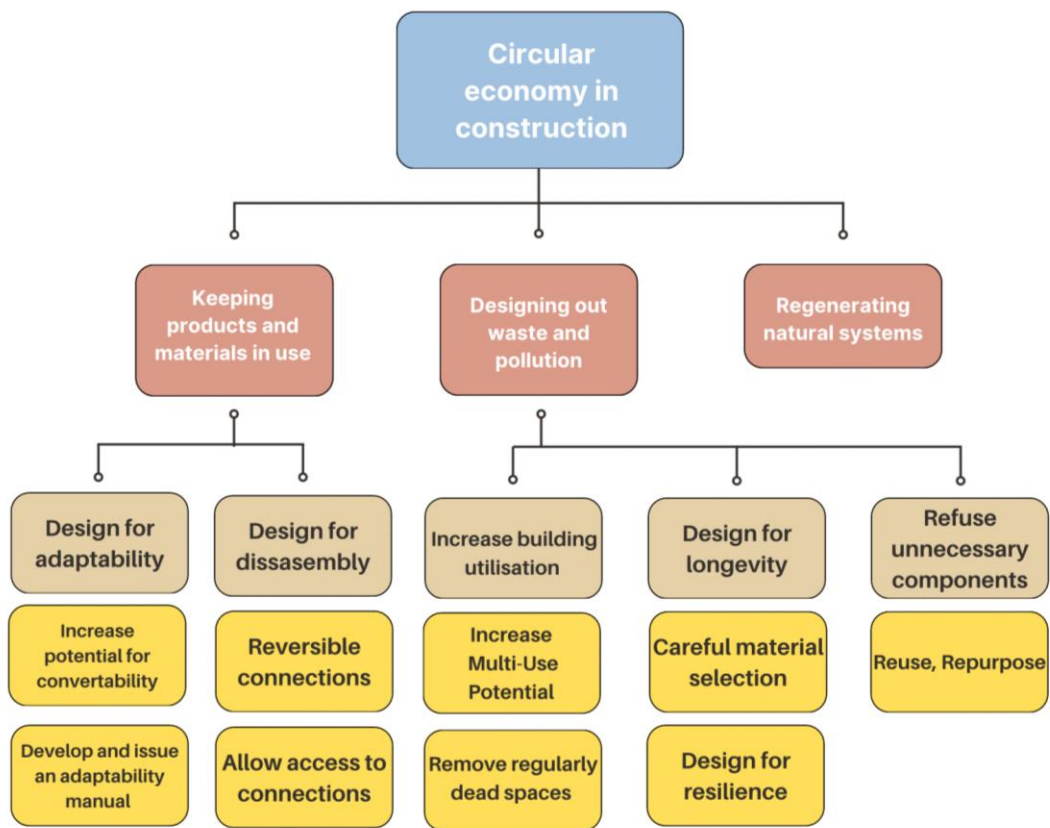 Circular
economy in
construction
Keeping
products and
materials in use
Designing out
waste and
pollution
Regenerating
natural systems
Design for
adaptability
Design for
dissasembly
Increase building
utilisation
Design for
longevity
Refuse
unnecessary
components
Increase
potential for
convertability
Reversible
connections
Increase
Multi-Use
Potential
Careful material
selection
Reuse, Repurpose
Develop and issue
an adaptability
manual
Allow access to
connections
Remove regularly
dead spaces
Design for
resilience